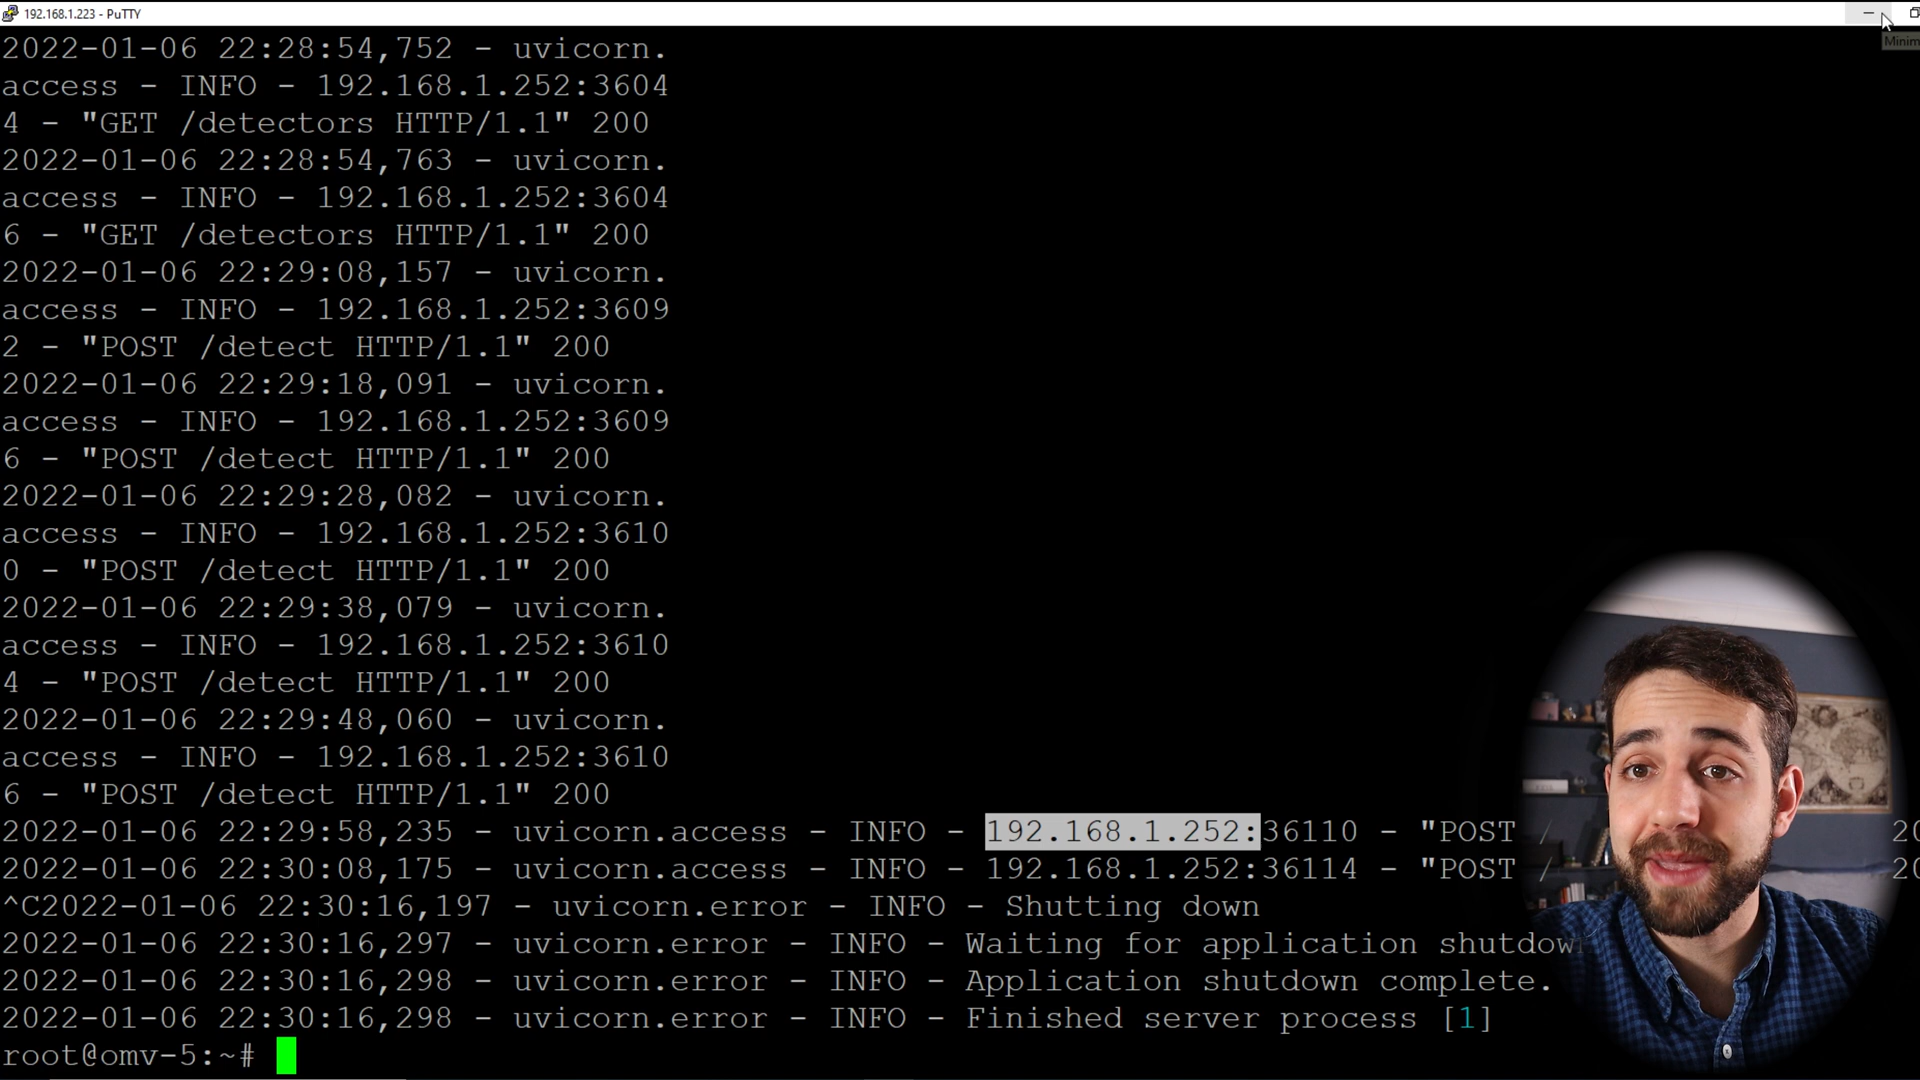 192.168.1.223 - PuTTY
Minim
2022-01-06 22:28:54,752 - uvicorn.
access - INFO - 192.168.1.252:3604
4 - "GET /detectors HTTP/1.1" 200
2022-01-06 22:28:54,763 - uvicorn.
access - INFO - 192.168.1.252:3604
6 - "GET /detectors HTTP/1.1" 200
2022-01-06 22:29:08,157 - uvicorn.
access - INFO - 192.168.1.252:3609
2 - "POST /detect HTTP/1.1" 200
2022-01-06 22:29:18,091 - uvicorn.
access - INFO - 192.168.1.252:3609
6 - "POST /detect HTTP/1.1" 200
2022-01-06 22:29:28,082 - uvicorn.
access - INFO - 192.168.1.252:3610
0 - "POST /detect HTTP/1.1" 200
2022-01-06 22:29:38,079 - uvicorn.
access - INFO - 192.168.1.252:3610
4 - "POST /detect HTTP/1.1" 200
2022-01-06 22:29:48,060 - uvicorn.
access - INFO - 192.168.1.252:3610
6 - "POST /detect HTTP/1.1" 200
2022-01-06 22:29:58,235 - uvicorn.access - INFO - 192.168.1.252:36110 - "POST / 20
2022-01-06 22:30:08,175 - uvicorn.access - INFO - 192.168.1.252:36114 - "POST / 20
^C2022-01-06 22:30:16,197 - uvicorn.error - INFO - Shutting down
2022-01-06 22:30:16,297 - uvicorn.error - INFO - Waiting for application shutdow
2022-01-06 22:30:16,298 - uvicorn.error - INFO - Application shutdown complete.
2022-01-06 22:30:16,298 - uvicorn.error - INFO - Finished server process [1]
root@omv-5:~#